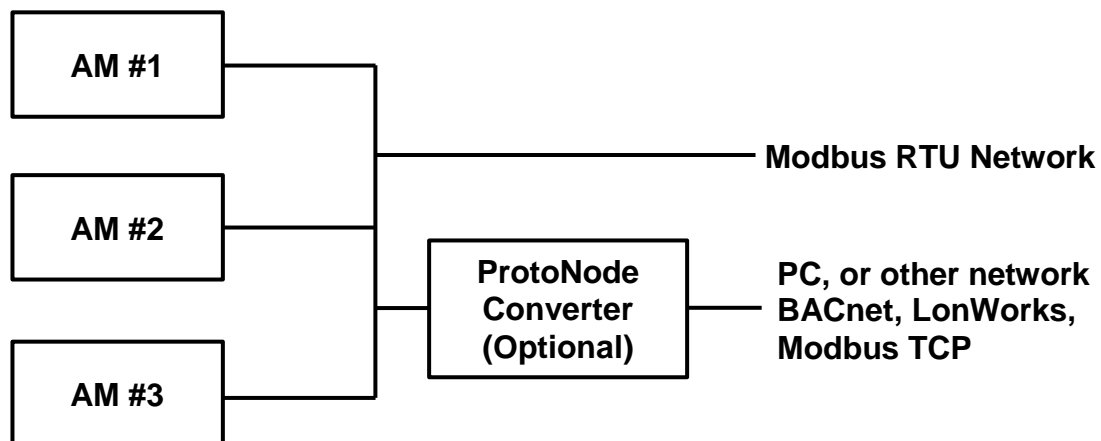 AM #1
Modbus RTU Network
AM #2
ProtoNode
Converter
(Optional)
PC, or other network
BACnet, LonWorks,
Modbus TCP
AM #3